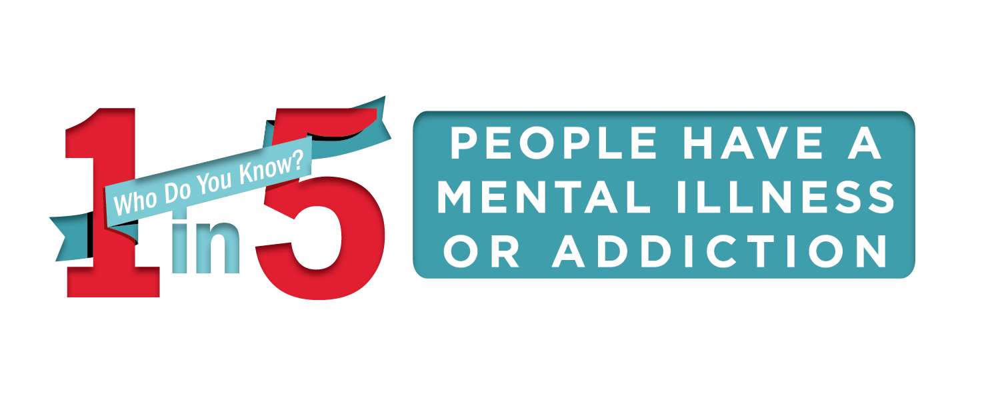 1 in 5
Who Do You Know?
PEOPLE HAVE A
MENTAL ILLNESS
OR ADDICTION